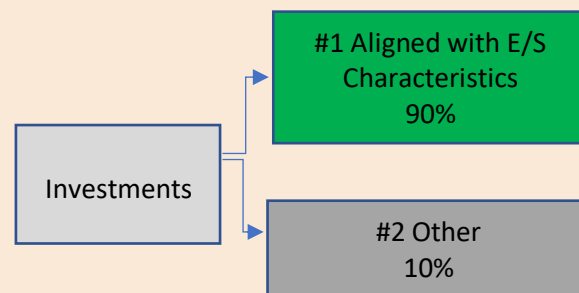 #1 Aligned with E/S
Characteristics
90%
Investments
#2 Other
10%